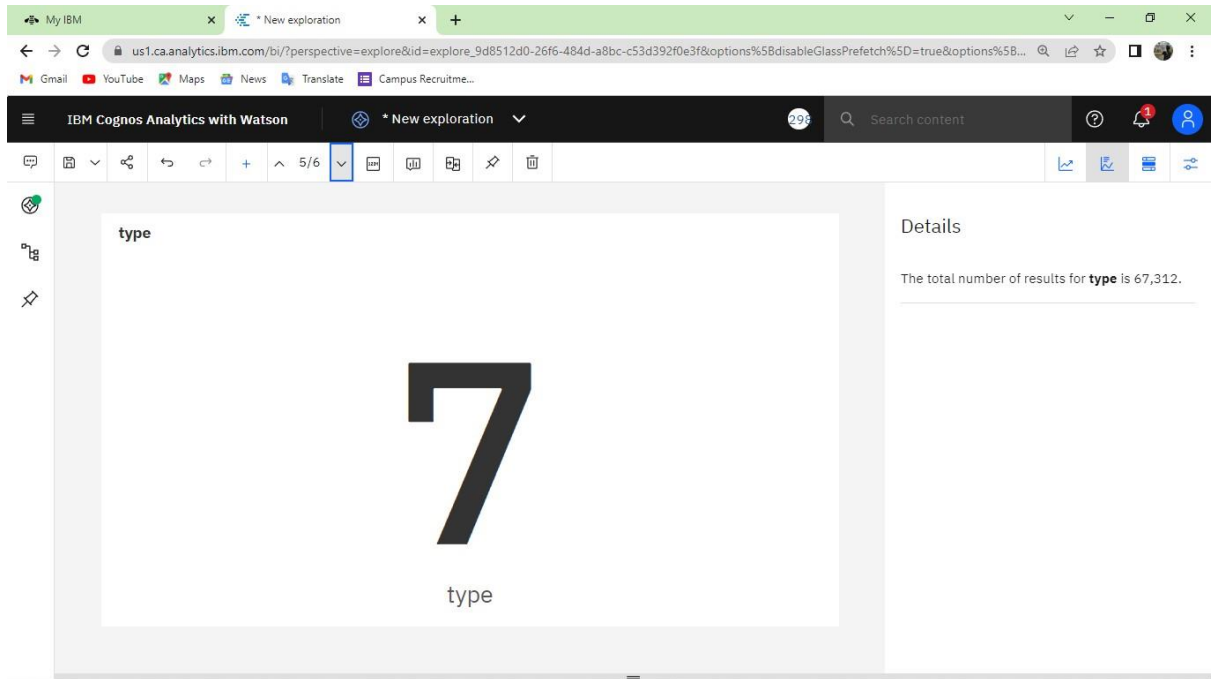 My IBM
* New exploration
us1.ca.analytics.ibm.com/bi/?perspective=explore&id=explore_9d8512d0-26f6-484d-a8bc-c53d392f0e3f&options%5BdisableGlassPrefetch%5D=true&options%5B...
Gmail YouTube Maps News Translate Campus Recruitme...
IBM Cognos Analytics with Watson * New exploration 298 Search content 1
5/6
type
Details
The total number of results for type is 67,312.
7
type